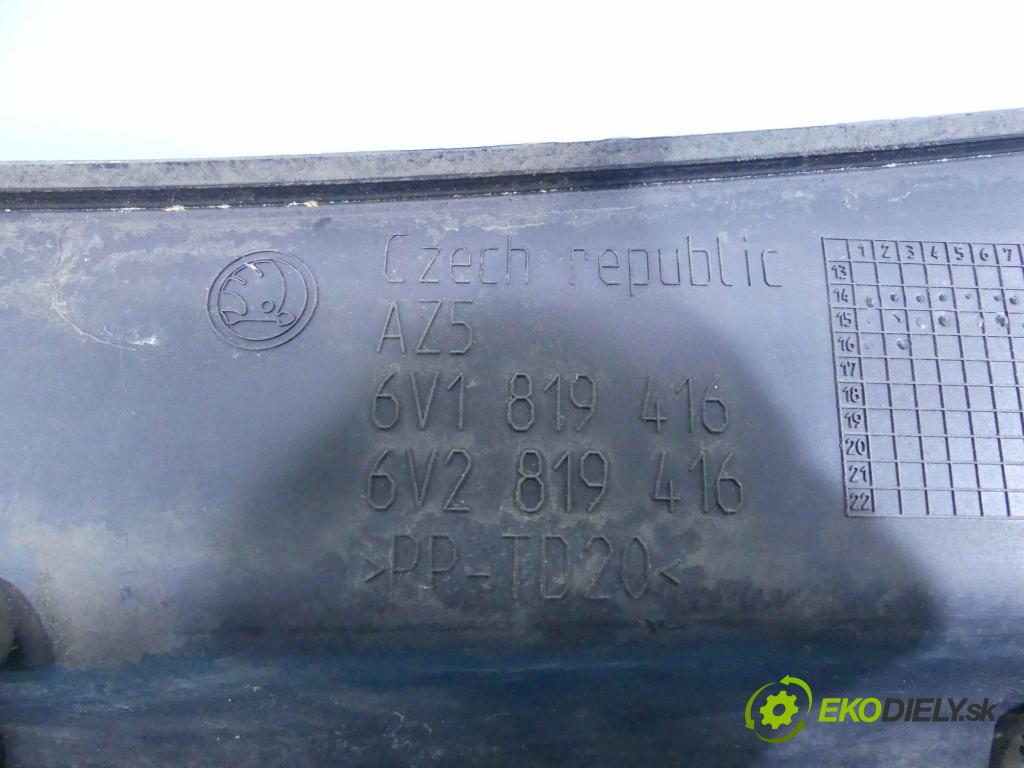 Czech republic
AZ5
6V1 819 416
6V2 819 416
>PP-TD20<
1 2 3 4 5 6 7
13
14
15
16
17
18
19
20
21
22
EKODIELY.sk